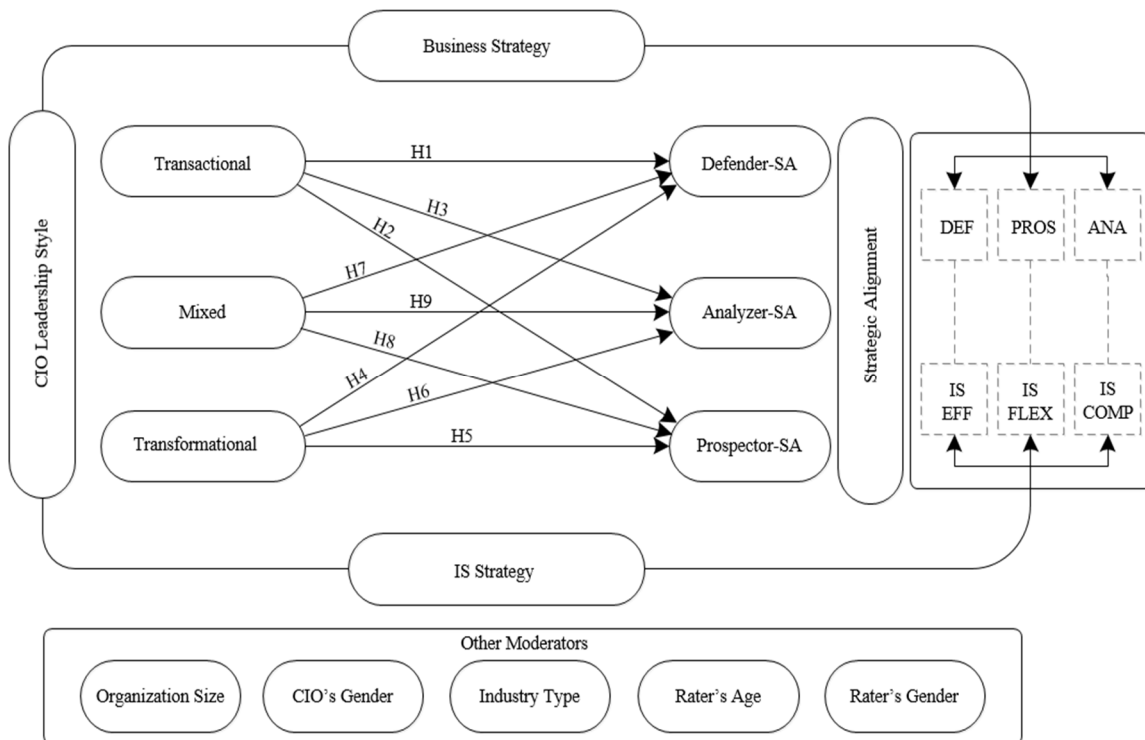 Business Strategy
CIO Leadership Style
Transactional
Mixed
Transformational
H1
H3
H2
H7
H9
H8
H4
H6
H5
Defender-SA
Analyzer-SA
Prospector-SA
Strategic Alignment
DEF
PROS
ANA
IS
EFF
IS
FLEX
IS
COMP
IS Strategy
Other Moderators
Organization Size
CIO's Gender
Industry Type
Rater's Age
Rater's Gender